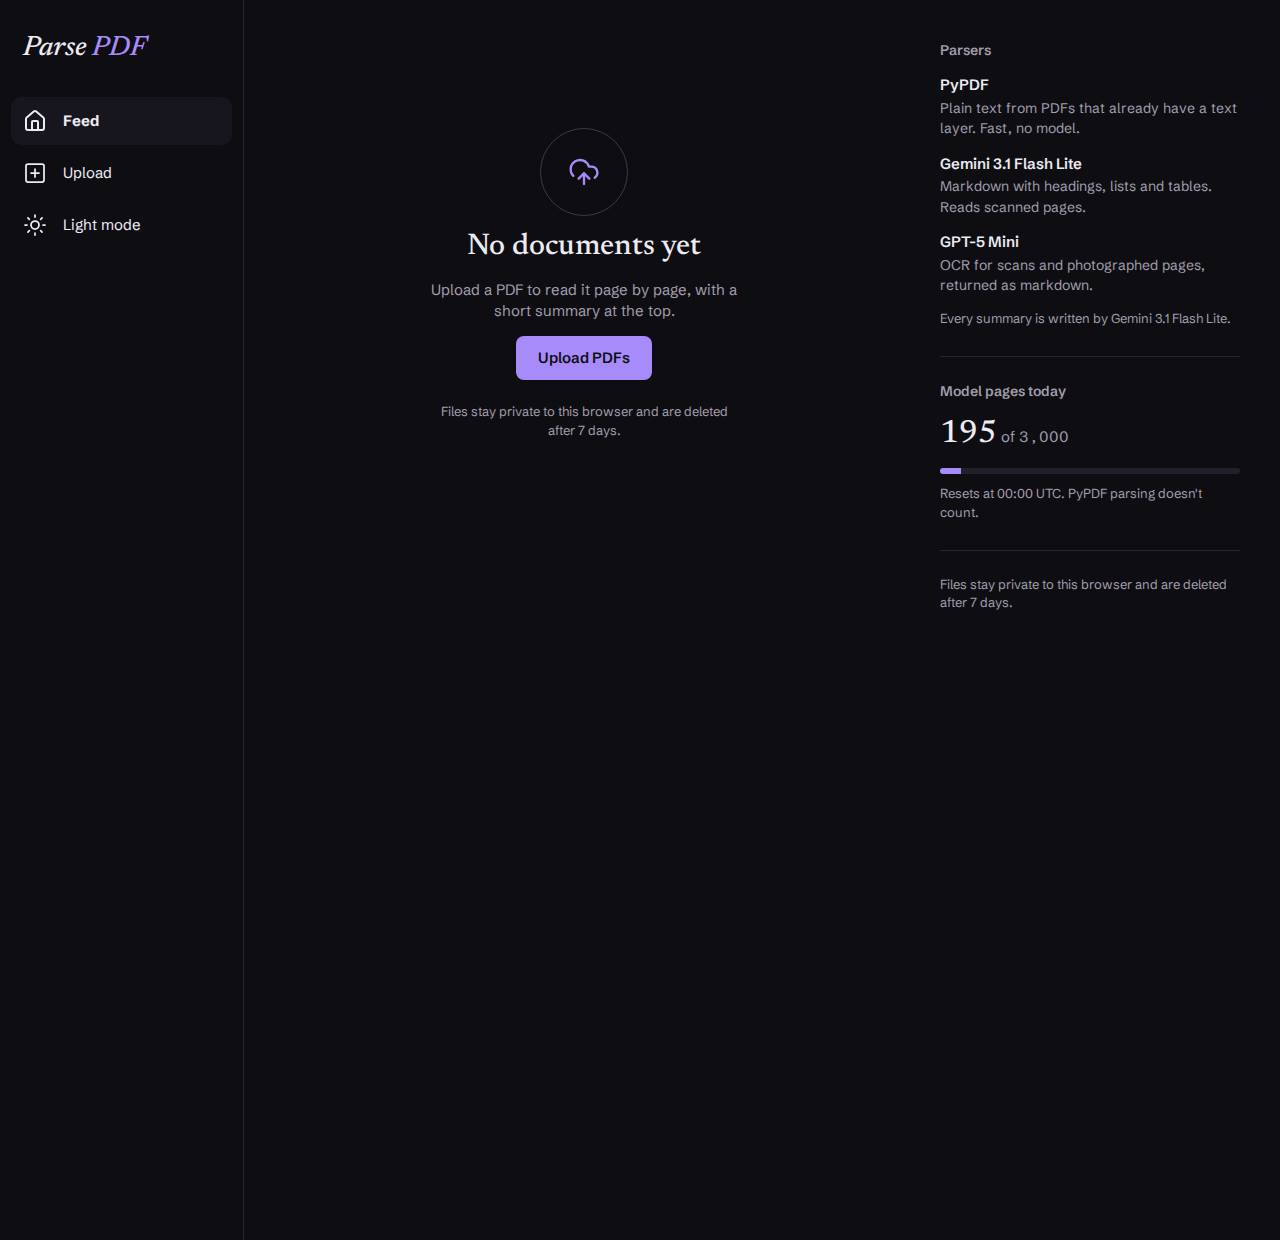 Parse PDF
Feed
Upload
Light mode
No documents yet
Upload a PDF to read it page by page, with a
short summary at the top.
Upload PDFs
Files stay private to this browser and are deleted
after 7 days.
Parsers
PyPDF
Plain text from PDFs that already have a text
layer. Fast, no model.
Gemini 3.1 Flash Lite
Markdown with headings, lists and tables.
Reads scanned pages.
GPT-5 Mini
OCR for scans and photographed pages,
returned as markdown.
Every summary is written by Gemini 3.1 Flash Lite.
Model pages today
195 of 3,000
Resets at 00:00 UTC. PyPDF parsing doesn't
count.
Files stay private to this browser and are deleted
after 7 days.